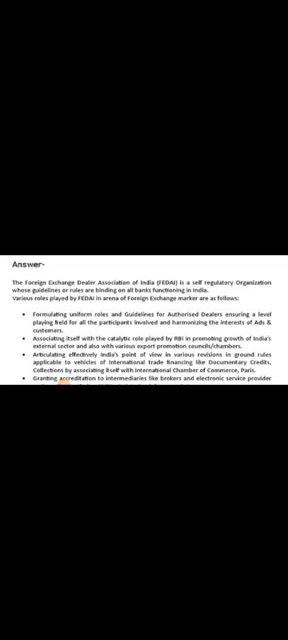 Answer-
The Foreign Exchange Dealer Association of India (FEDAI) is a self regulatory Organization
whose guidelines or rules are binding on all banks functioning in India.
Various roles played by FEDAI in arena of Foreign Exchange marker are as follows:
• Formulating uniform roles and Guidelines for Authorised Dealers ensuring a level
playing field for all the participants involved and harmonizing the interests of Ads &
customers.
• Associating itself with the catalytic role played by RBI in promoting growth of India's
external sector and also with various export promotion councils/chambers.
• Articulating effectively India's point of view in various revisions in ground rules
applicable to vehicles of International trade financing like Documentary Credits,
Collections by associating itself with International Chamber of Commerce, Paris.
• Granting accreditation to intermediaries like brokers and electronic service provider